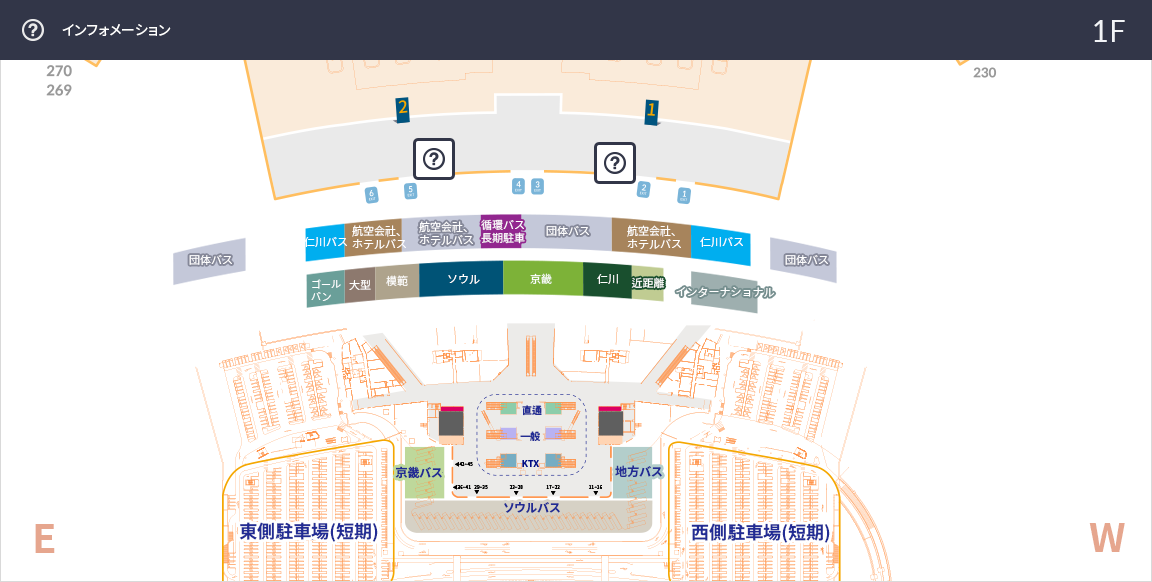 インフォメーション
1F
270
269
230
2
1
6
5
4
3
2
1
仁川バス
航空会社、
ホテルバス
航空会社、
ホテルバス
循環バス
長期駐車
団体バス
航空会社、
ホテルバス
仁川バス
団体バス
団体バス
ゴール
バン
大型
模範
ソウル
京畿
仁川
近距離
インターナショナル
直通
一般
KTX
京畿バス
地方バス
ソウルバス
東側駐車場(短期)
西側駐車場(短期)
E
W